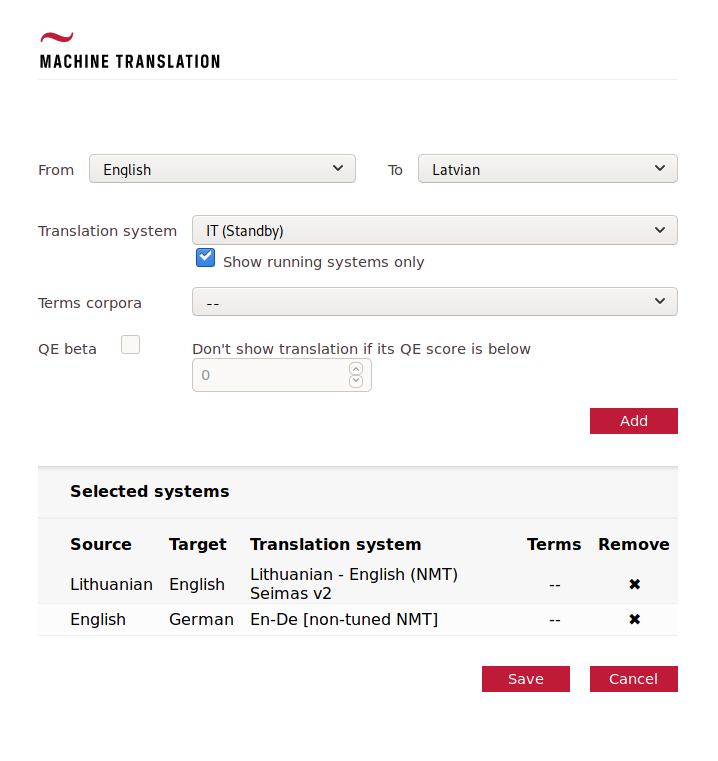 MACHINE TRANSLATION
From English To Latvian
Translation system IT (Standby)
Show running systems only
Terms corpora --
QE beta Don't show translation if its QE score is below
0
Add
Selected systems
Source Target Translation system Terms Remove
Lithuanian English Lithuanian - English (NMT) Seimas v2 -- ✖
English German En-De [non-tuned NMT] -- ✖
Save Cancel